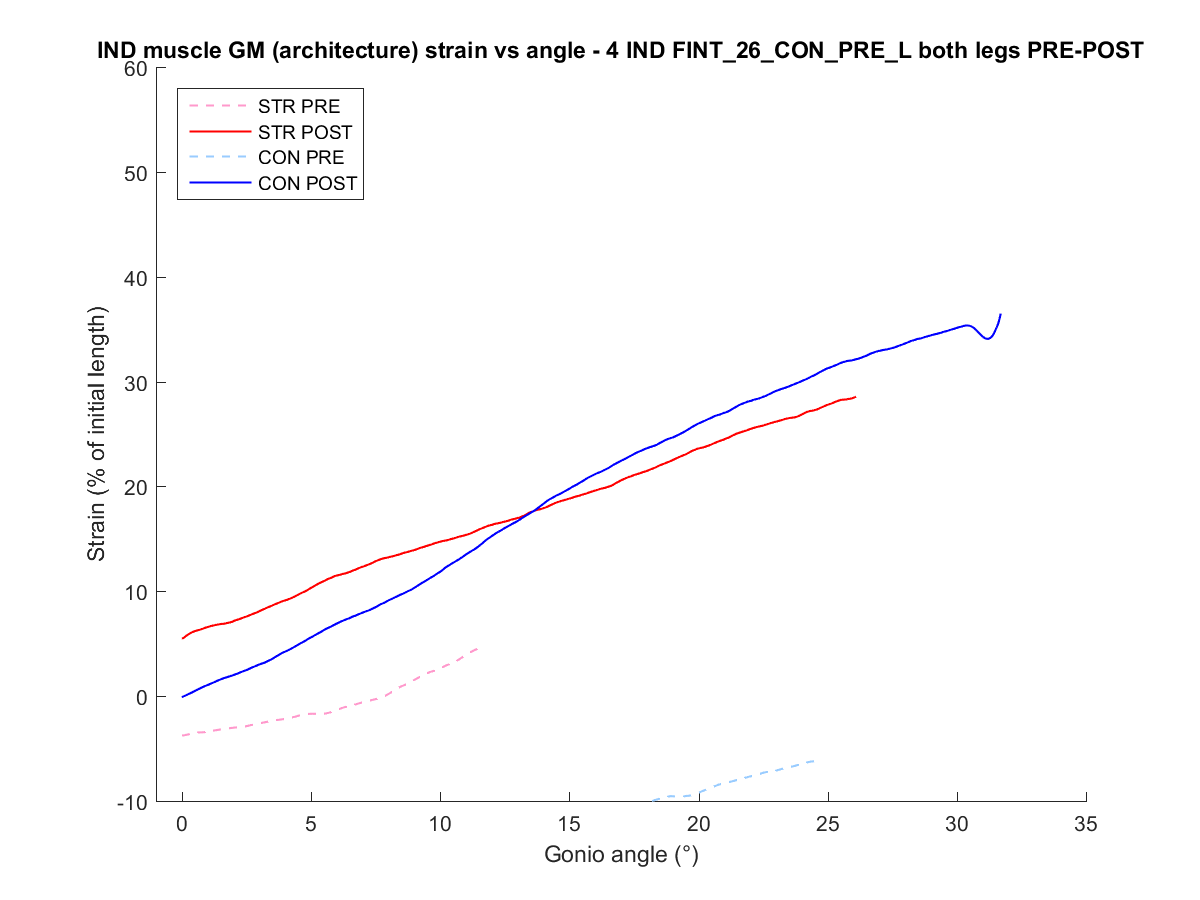 IND muscle GM (architecture) strain vs angle - 4 IND FINT_26_CON_PRE_L both legs PRE-POST
60
50
40
30
20
10
0
-10
Strain (% of initial length)
STR PRE
STR POST
CON PRE
CON POST
0 5 10 15 20 25 30 35
Gonio angle (°)